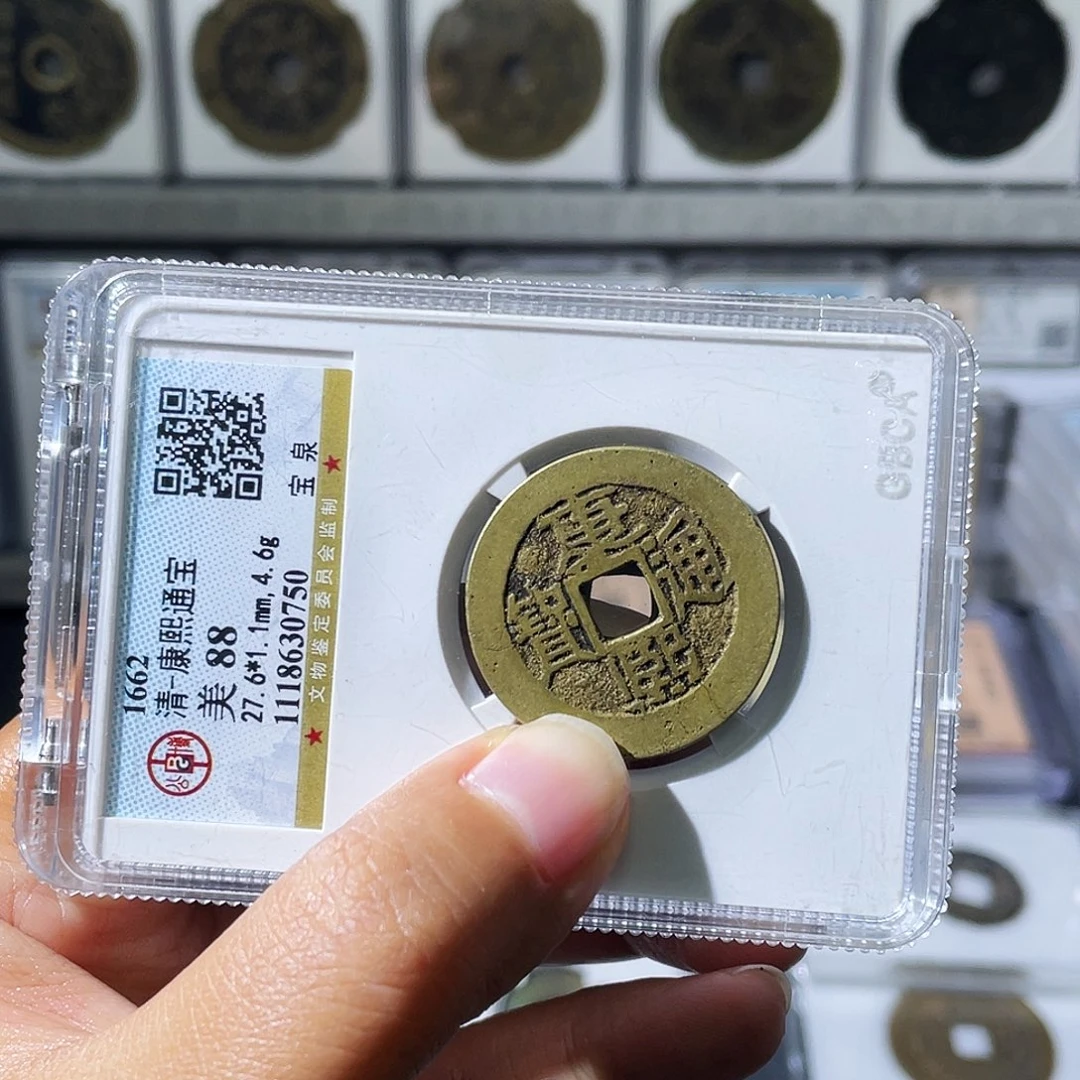 1662
清-康熙通宝
美 88
27.6*1.1mm,4.6g
1118630750
宝泉
★ 文物鉴定委员会监制 ★
GBCA
康熙通寶